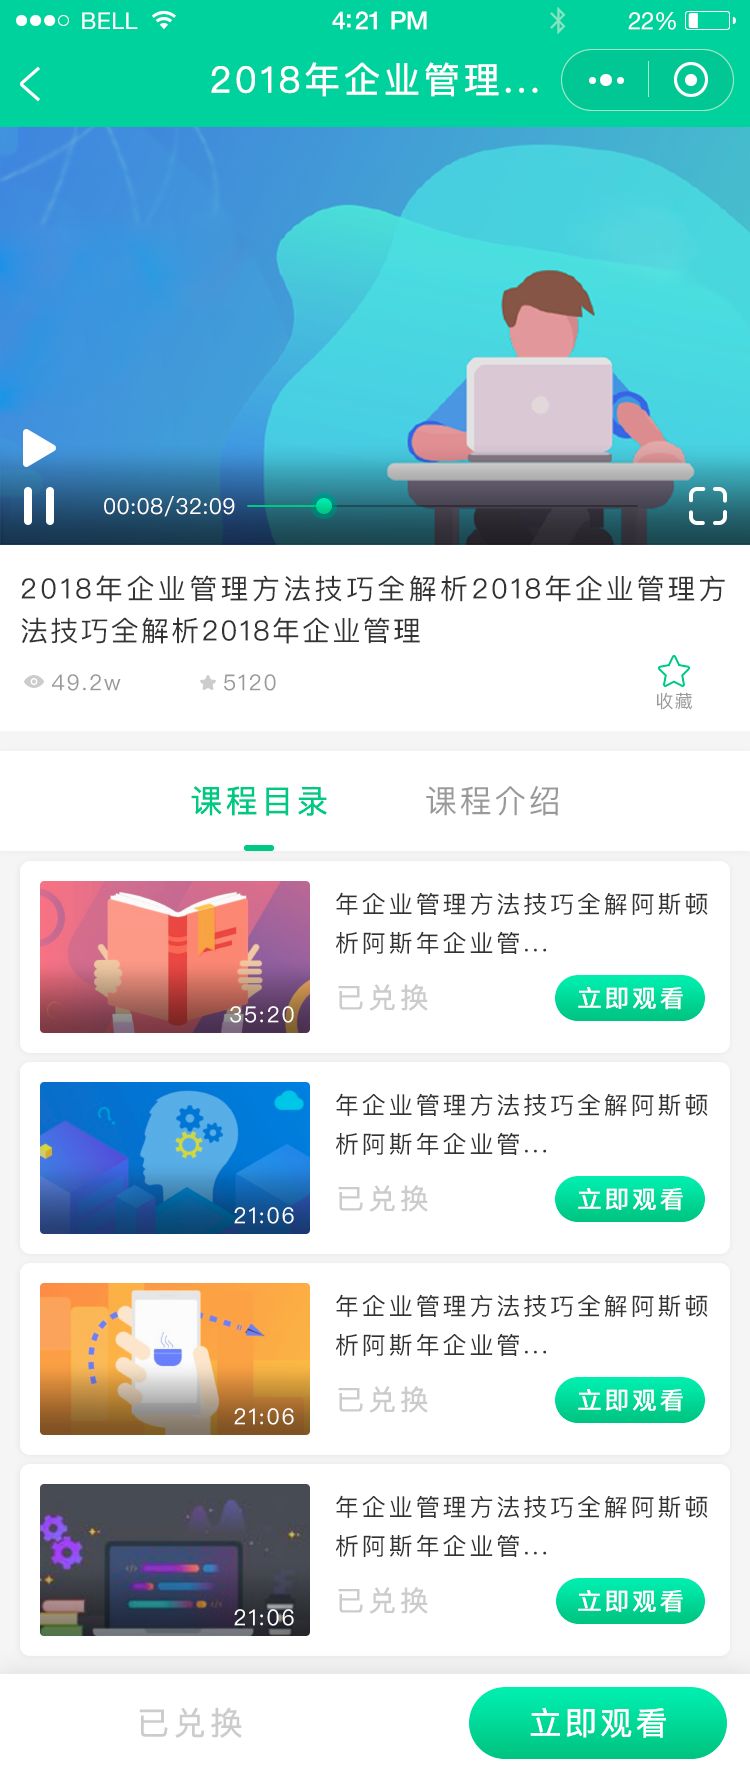 BELL 4:21 PM 22%
2018年企业管理...
00:08/32:09
2018年企业管理方法技巧全解析2018年企业管理方
法技巧全解析2018年企业管理
49.2w 5120
收藏
课程目录 课程介绍
年企业管理方法技巧全解阿斯顿
析阿斯年企业管...
35:20
已兑换 立即观看
年企业管理方法技巧全解阿斯顿
析阿斯年企业管...
21:06
已兑换 立即观看
年企业管理方法技巧全解阿斯顿
析阿斯年企业管...
21:06
已兑换 立即观看
年企业管理方法技巧全解阿斯顿
析阿斯年企业管...
21:06
已兑换 立即观看
已兑换 立即观看